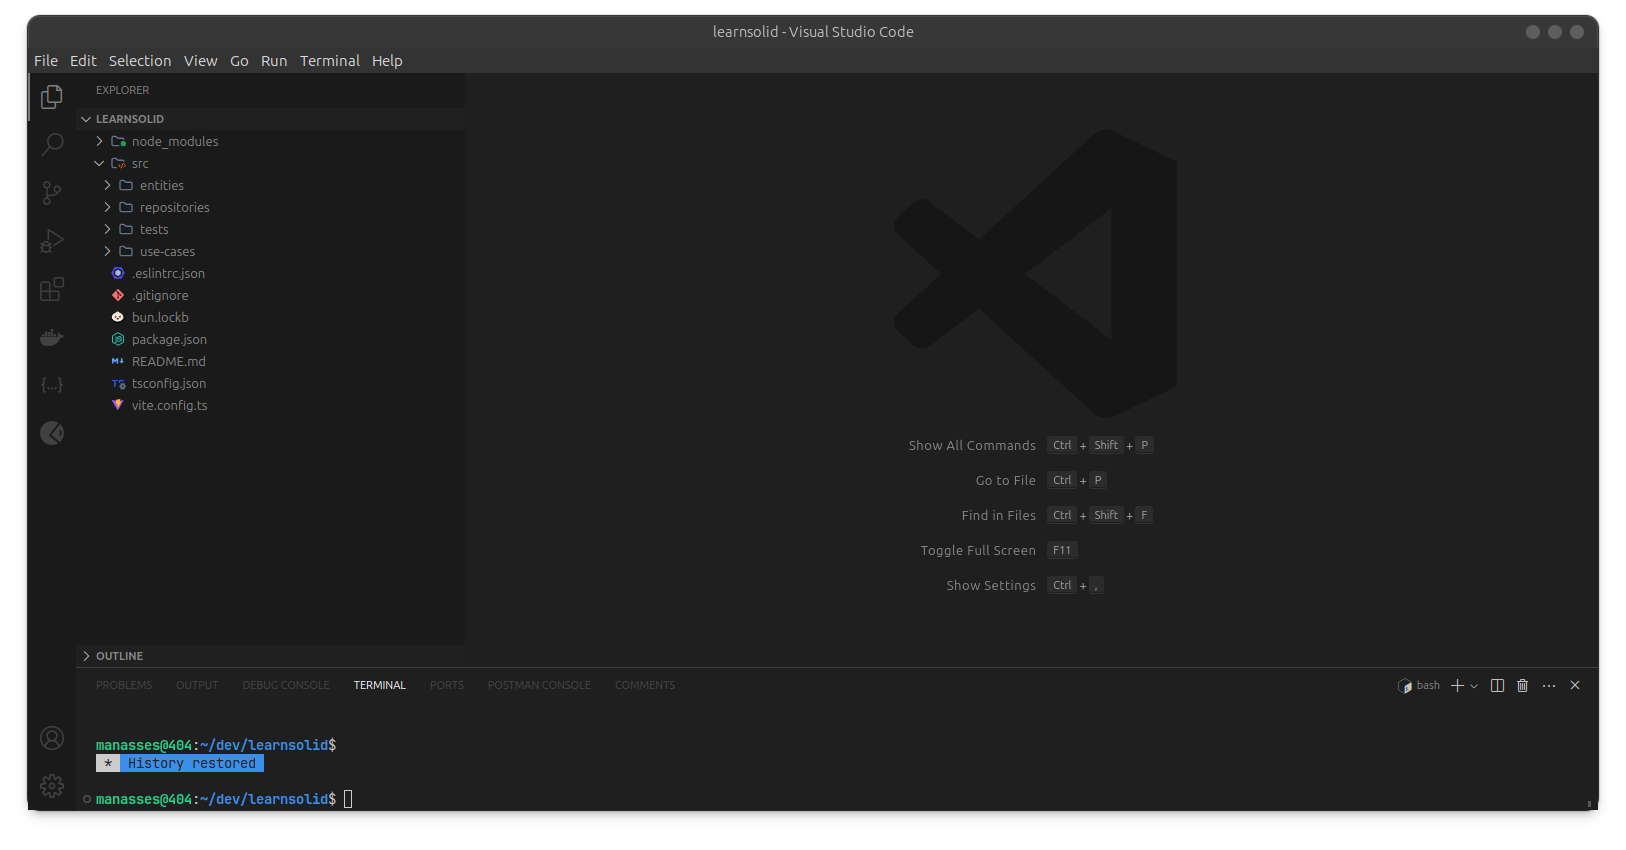 learnsolid - Visual Studio Code
File Edit Selection View Go Run Terminal Help
EXPLORER
LEARNSOLID
node_modules
src
entities
repositories
tests
use-cases
.eslintrc.json
.gitignore
bun.lockb
package.json
README.md
tsconfig.json
vite.config.ts
Show All Commands Ctrl + Shift + P
Go to File Ctrl + P
Find in Files Ctrl + Shift + F
Toggle Full Screen F11
Show Settings Ctrl + ,
OUTLINE
PROBLEMS OUTPUT DEBUG CONSOLE TERMINAL PORTS POSTMAN CONSOLE COMMENTS bash
manasses@404:~/dev/learnsolid$
* History restored
manasses@404:~/dev/learnsolid$